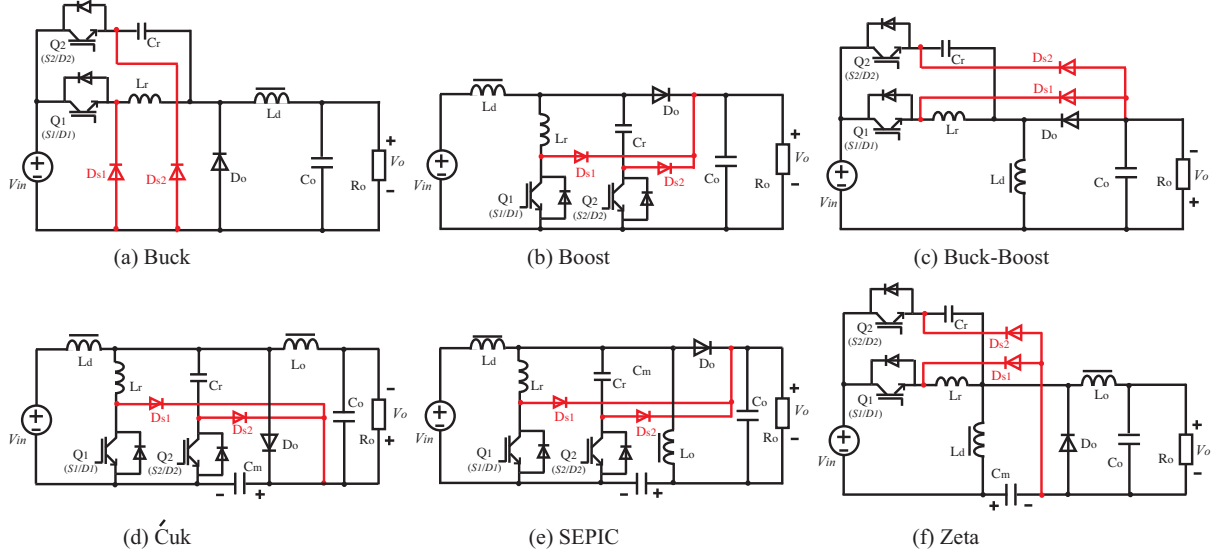 Q2
(S2/D2)
Cr
Q1
(S1/D1)
Lr
Ld
Vin
Ds1
Ds2
Do
Co
Ro
+
Vo
-
(a) Buck
Ld
Do
Lr
Cr
Ds1
Ds2
Vin
Q1
(S1/D1)
Q2
(S2/D2)
Co
Ro
+
Vo
-
(b) Boost
Q2
(S2/D2)
Cr
Ds2
Ds1
Q1
(S1/D1)
Lr
Do
Vin
Ld
Co
Ro
-
Vo
+
(c) Buck-Boost
Ld
Lo
Lr
Cr
Ds1
Ds2
Vin
Q1
(S1/D1)
Q2
(S2/D2)
Do
Co
Ro
-
Vo
+
Cm
- +
(d) Ćuk
Ld
Do
Lr
Cr
Cm
Ds1
Ds2
Vin
Q1
(S1/D1)
Q2
(S2/D2)
Lo
Co
Ro
+
Vo
-
- +
(e) SEPIC
Q2
(S2/D2)
Cr
Ds2
Ds1
Q1
(S1/D1)
Lr
Lo
Vin
Ld
Do
Co
Ro
+
Vo
-
Cm
+ -
(f) Zeta